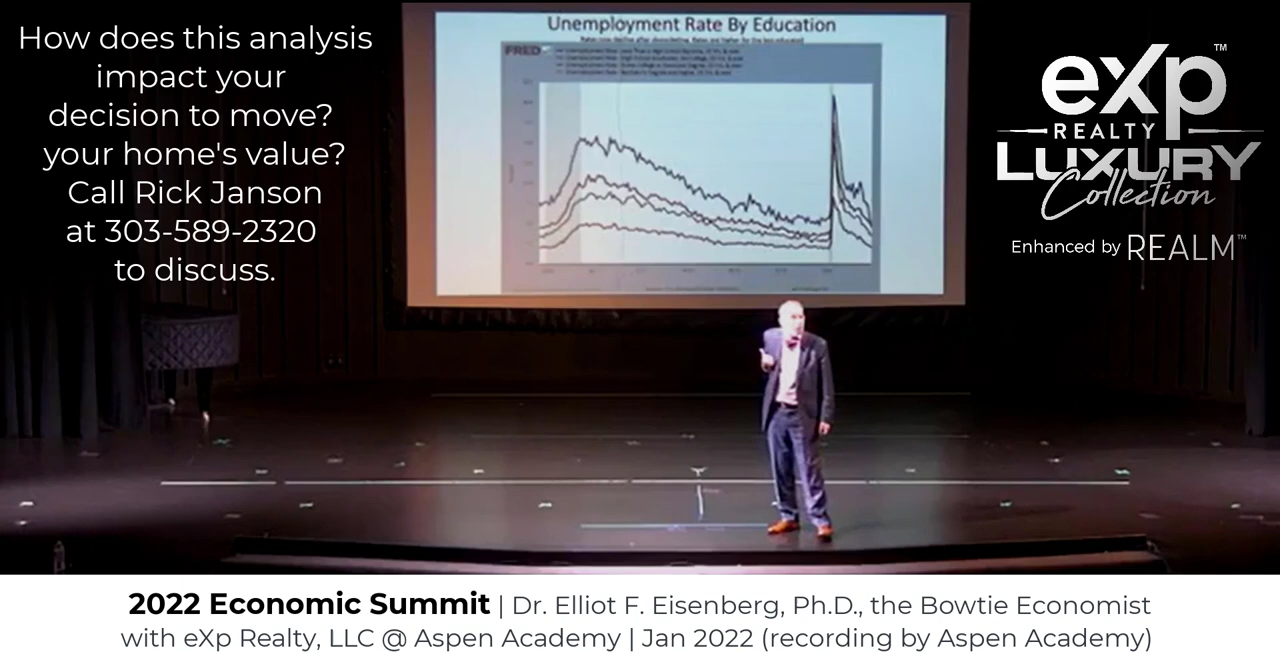 How does this analysis
impact your
decision to move?
your home's value?
Call Rick Janson
at 303-589-2320
to discuss.
Unemployment Rate By Education
FRED
eXp™
REALTY
LUXURY
Collection
Enhanced by REALM™
2022 Economic Summit | Dr. Elliot F. Eisenberg, Ph.D., the Bowtie Economist
with eXp Realty, LLC @ Aspen Academy | Jan 2022 (recording by Aspen Academy)